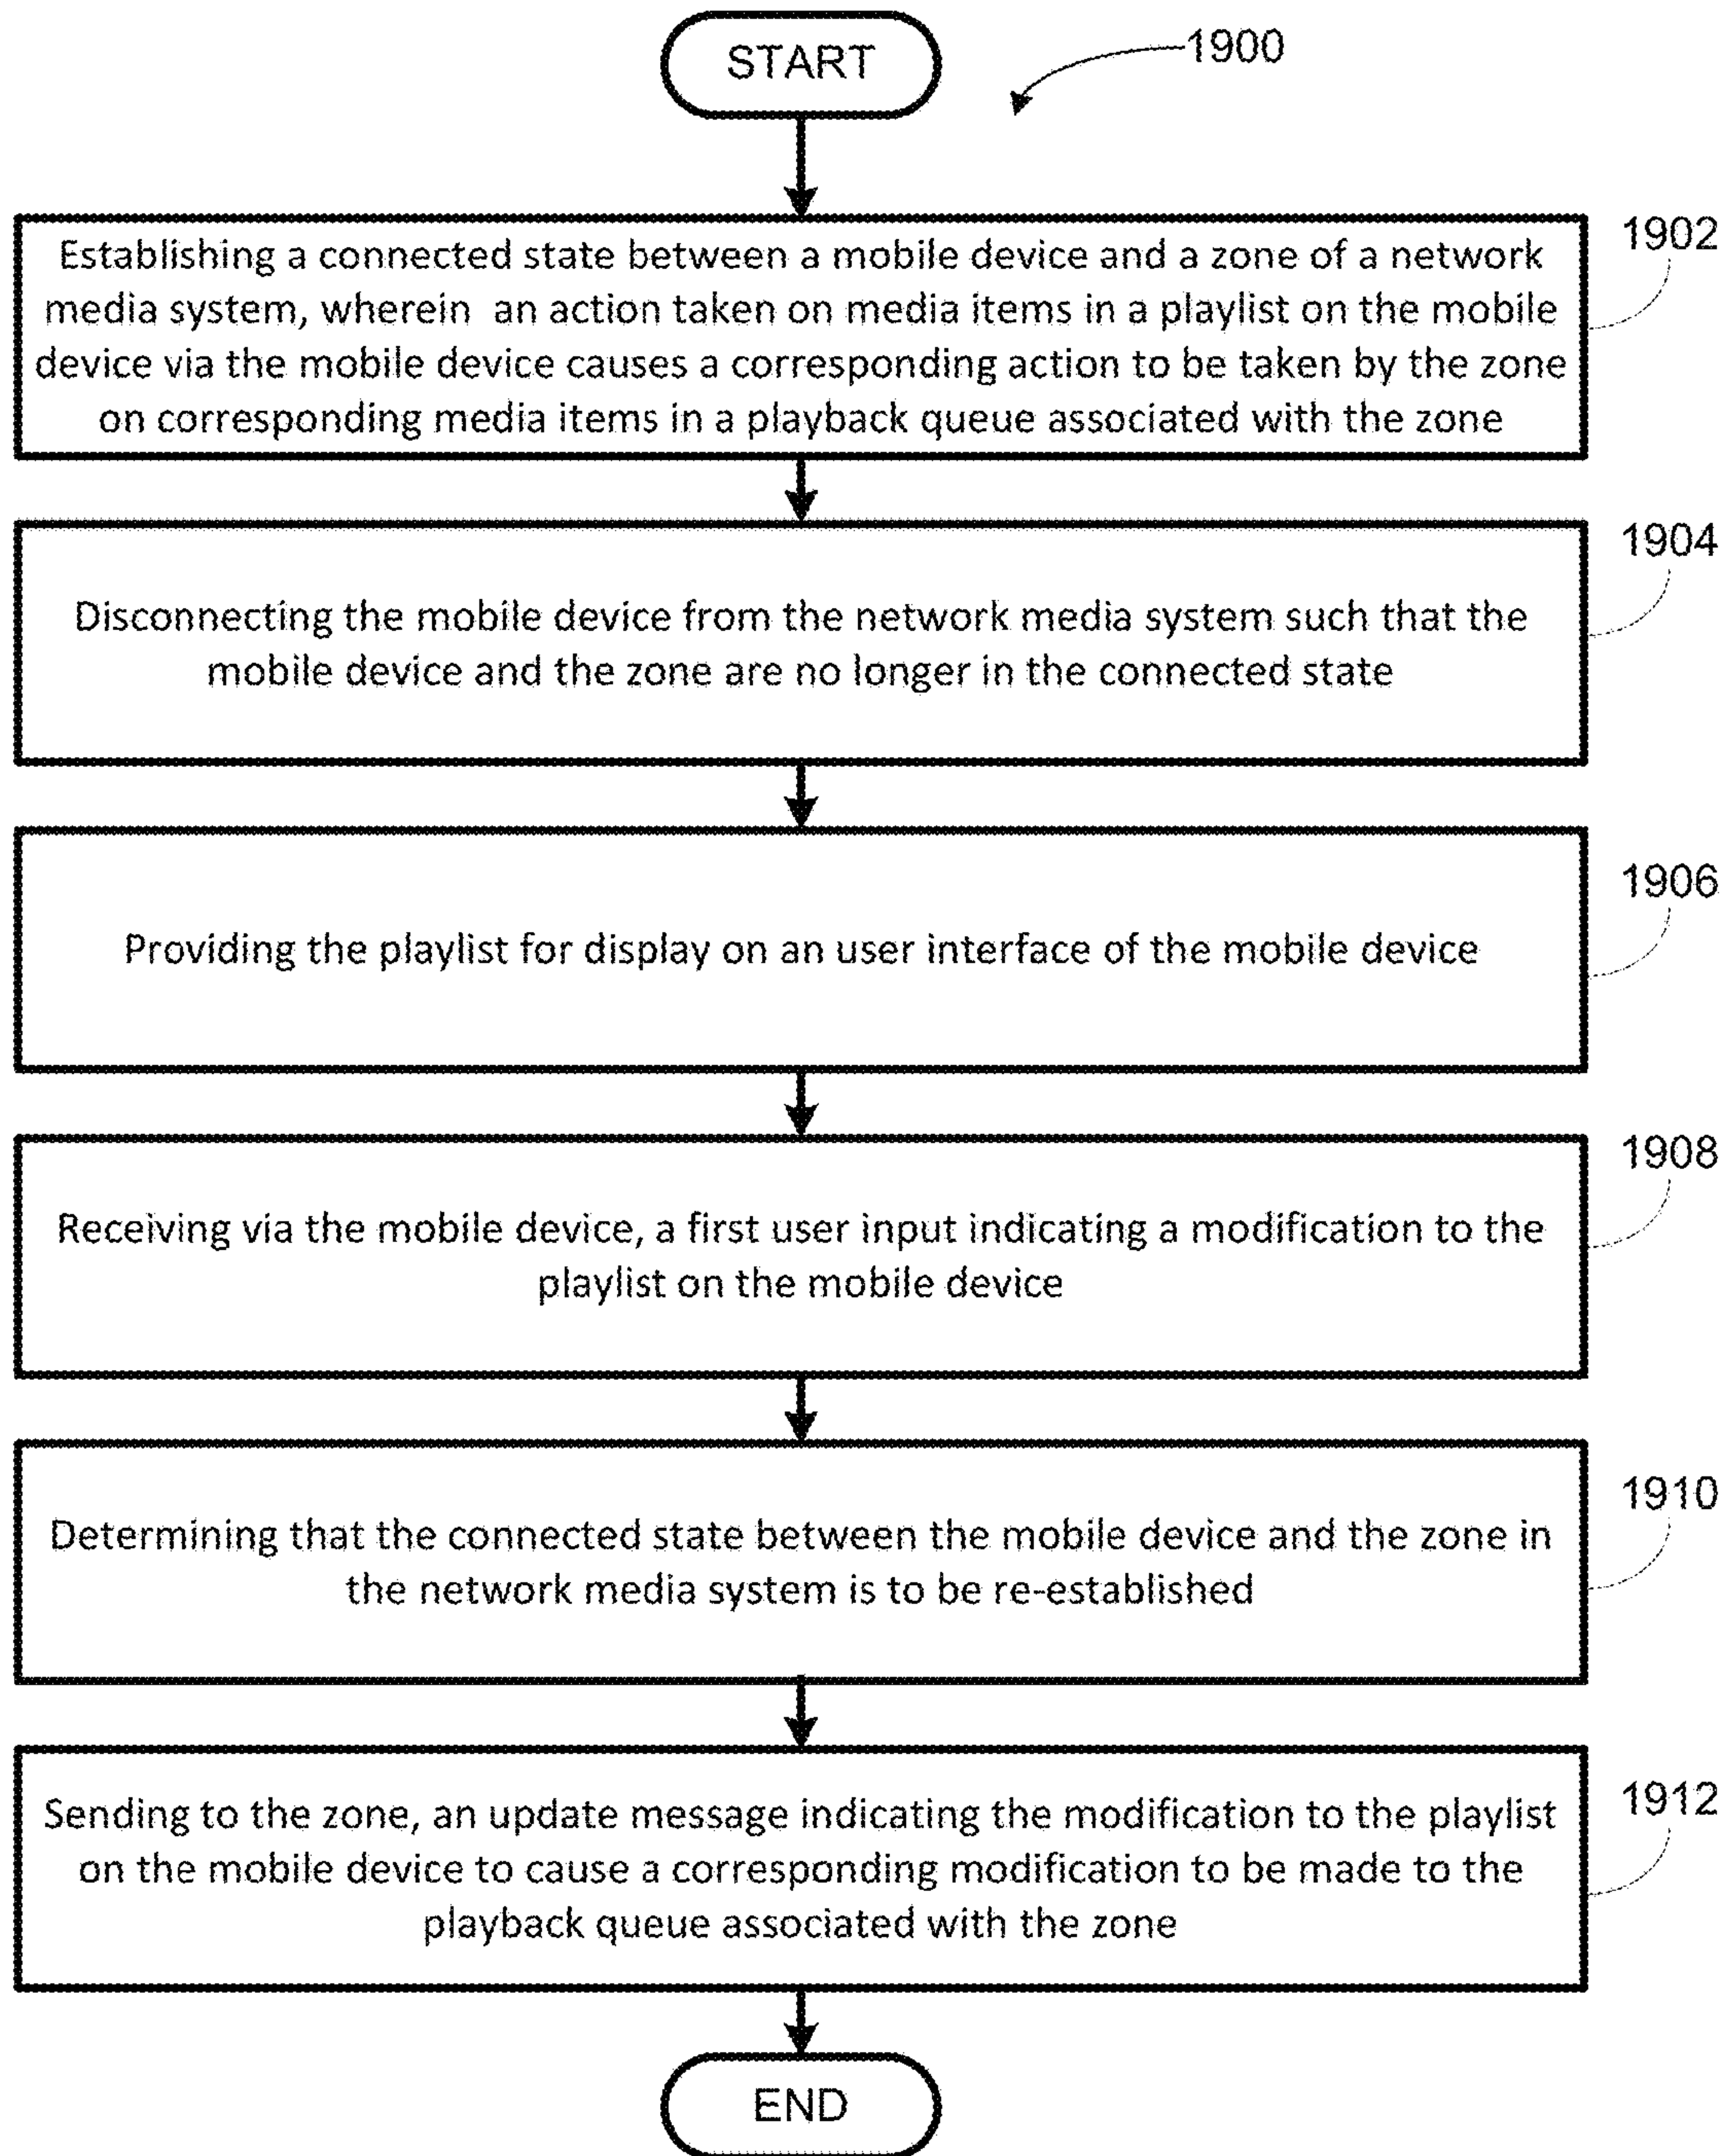 START
1900
Establishing a connected state between a mobile device and a zone of a network
media system, wherein an action taken on media items in a playlist on the mobile
device via the mobile device causes a corresponding action to be taken by the zone
on corresponding media items in a playback queue associated with the zone
1902
Disconnecting the mobile device from the network media system such that the
mobile device and the zone are no longer in the connected state
1904
Providing the playlist for display on an user interface of the mobile device
1906
Receiving via the mobile device, a first user input indicating a modification to the
playlist on the mobile device
1908
Determining that the connected state between the mobile device and the zone in
the network media system is to be re-established
1910
Sending to the zone, an update message indicating the modification to the playlist
on the mobile device to cause a corresponding modification to be made to the
playback queue associated with the zone
1912
END